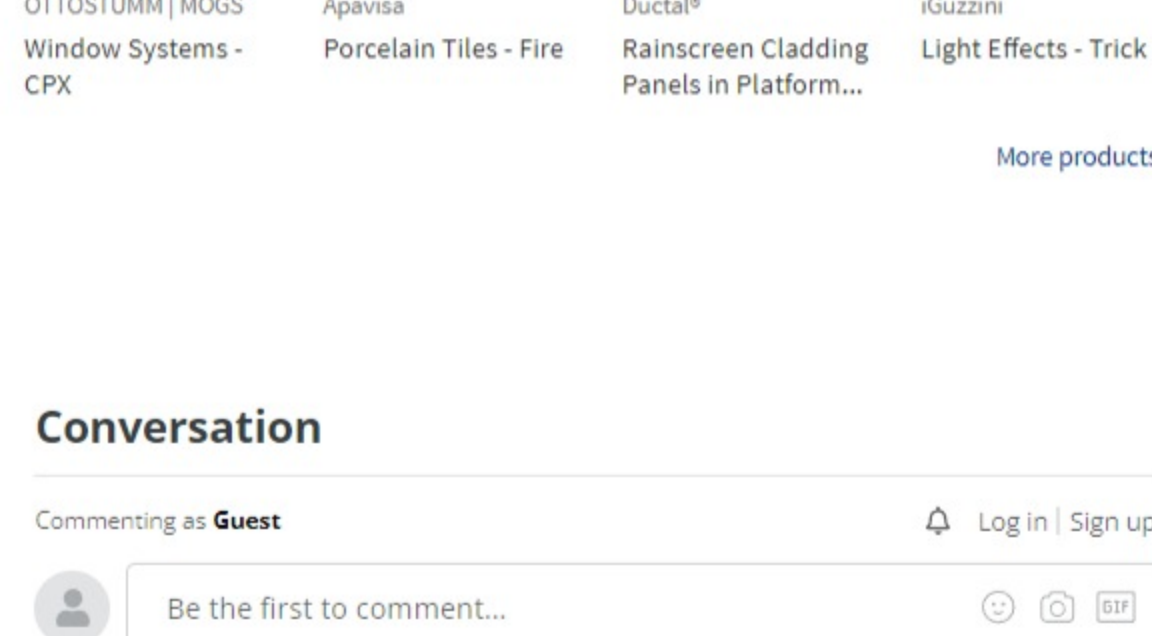 OTTOSTUMM | MOGS
Apavisa
Ductal®
iGuzzini
Window Systems -
CPX
Porcelain Tiles - Fire
Rainscreen Cladding
Panels in Platform...
Light Effects - Trick
More products
Conversation
Commenting as Guest
Log in | Sign up
Be the first to comment...
GIF